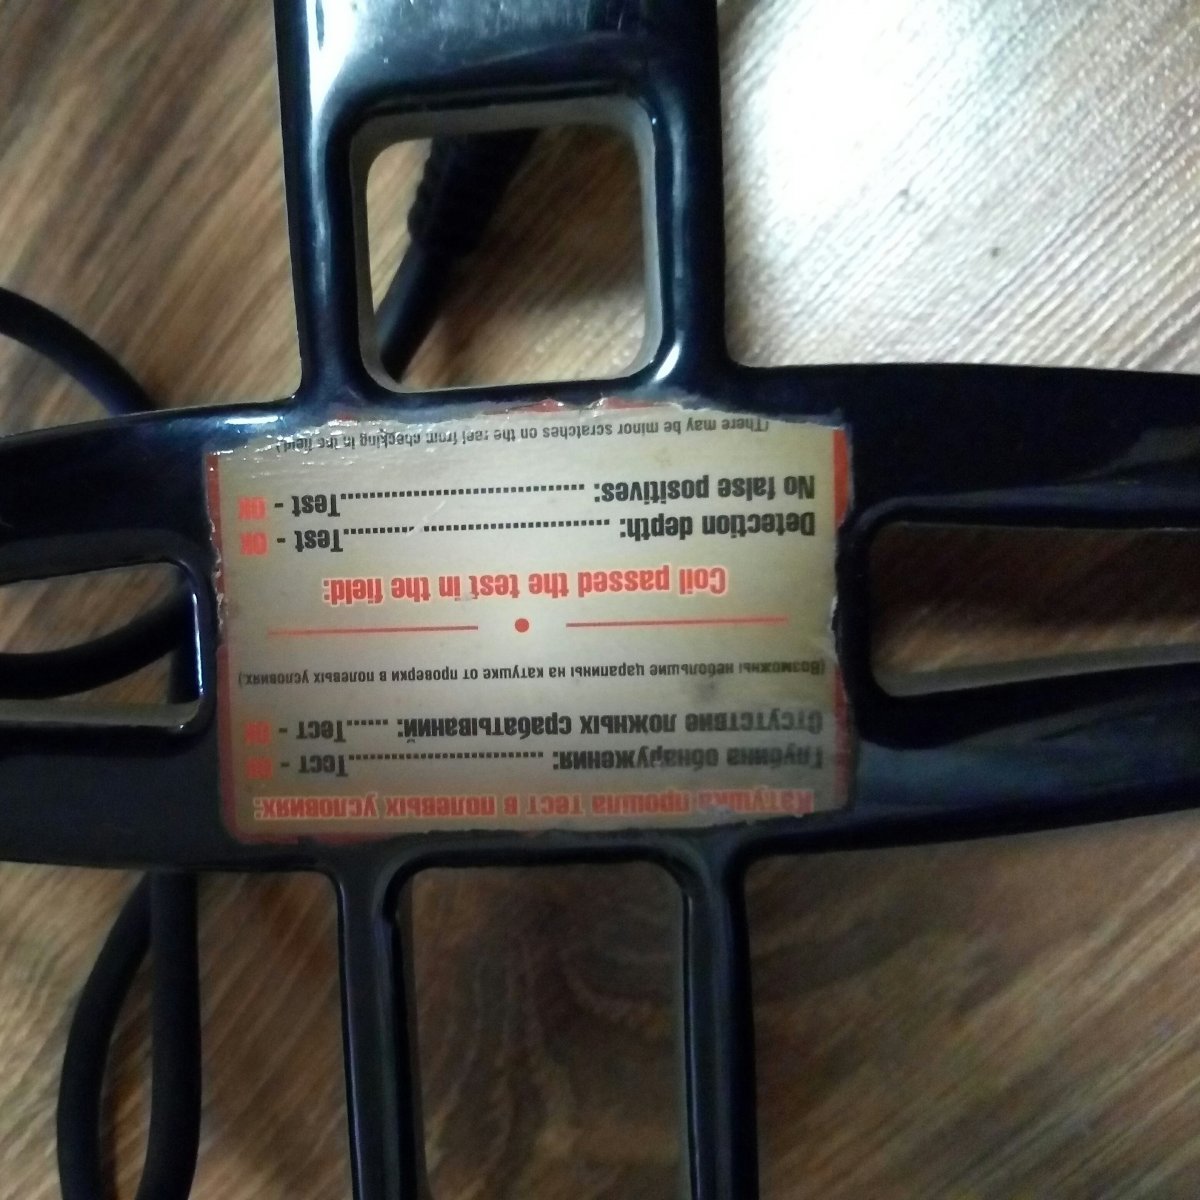 Катушка прошла тест в полевых условиях:
Глубина обнаружения: ........................Тест - OK
Отсутствие ложных срабатываний: ......Тест - OK
(Возможны небольшие царапины на катушке от проверки в полевых условиях.)
Coil passed the test in the field:
Detection depth: ........................................Test - OK
No false positives: ........................................Test - OK
(There may be minor scratches on the reel from checking in the field.)